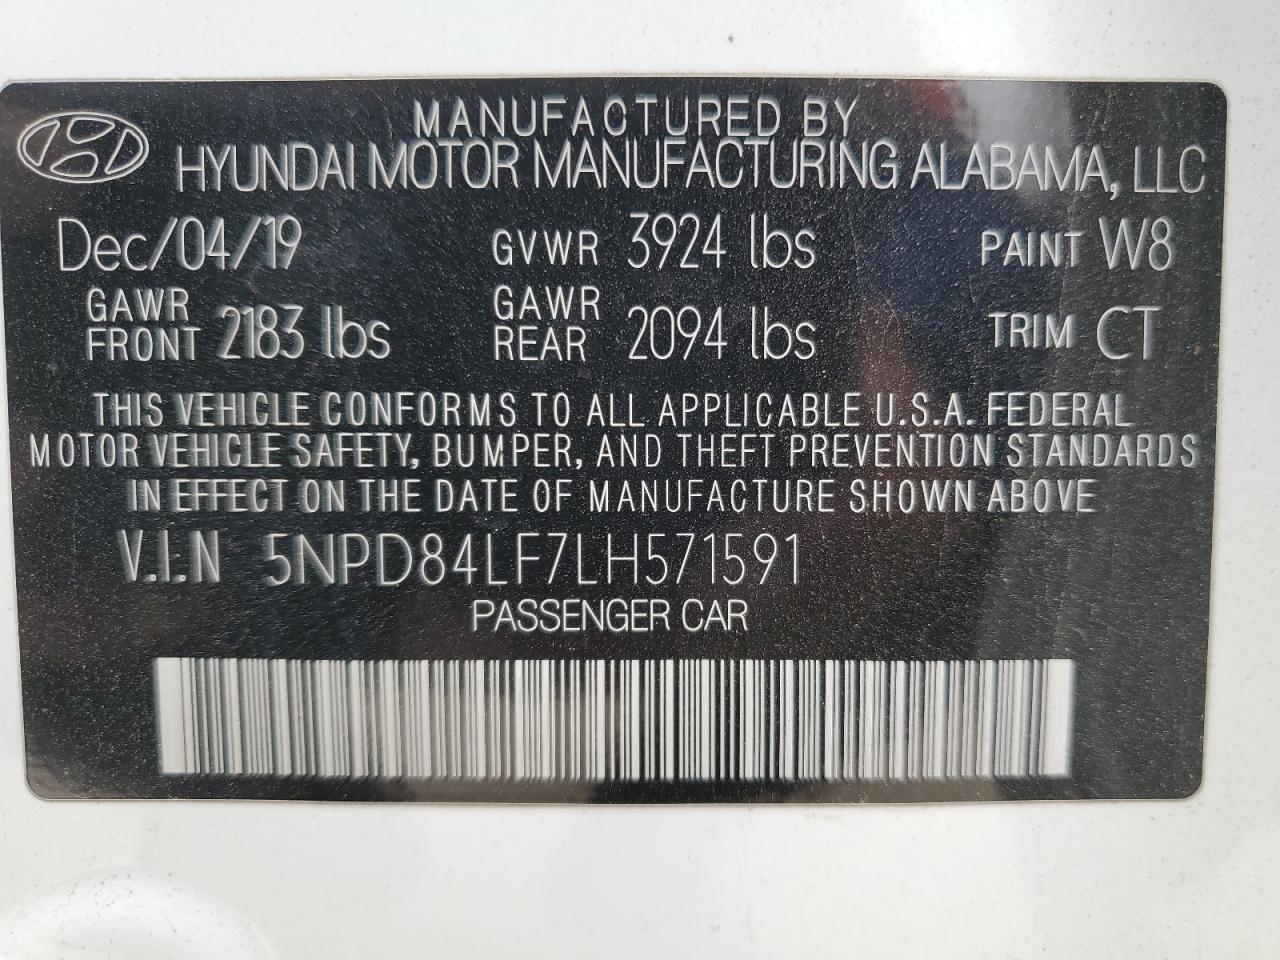 MANUFACTURED BY
HYUNDAI MOTOR MANUFACTURING ALABAMA, LLC
Dec/04/19 GVWR 3924 lbs PAINT W8
GAWR FRONT 2183 lbs GAWR REAR 2094 lbs TRIM CT
THIS VEHICLE CONFORMS TO ALL APPLICABLE U.S.A. FEDERAL
MOTOR VEHICLE SAFETY, BUMPER, AND THEFT PREVENTION STANDARDS
IN EFFECT ON THE DATE OF MANUFACTURE SHOWN ABOVE
V.I.N 5NPD84LF7LH571591
PASSENGER CAR